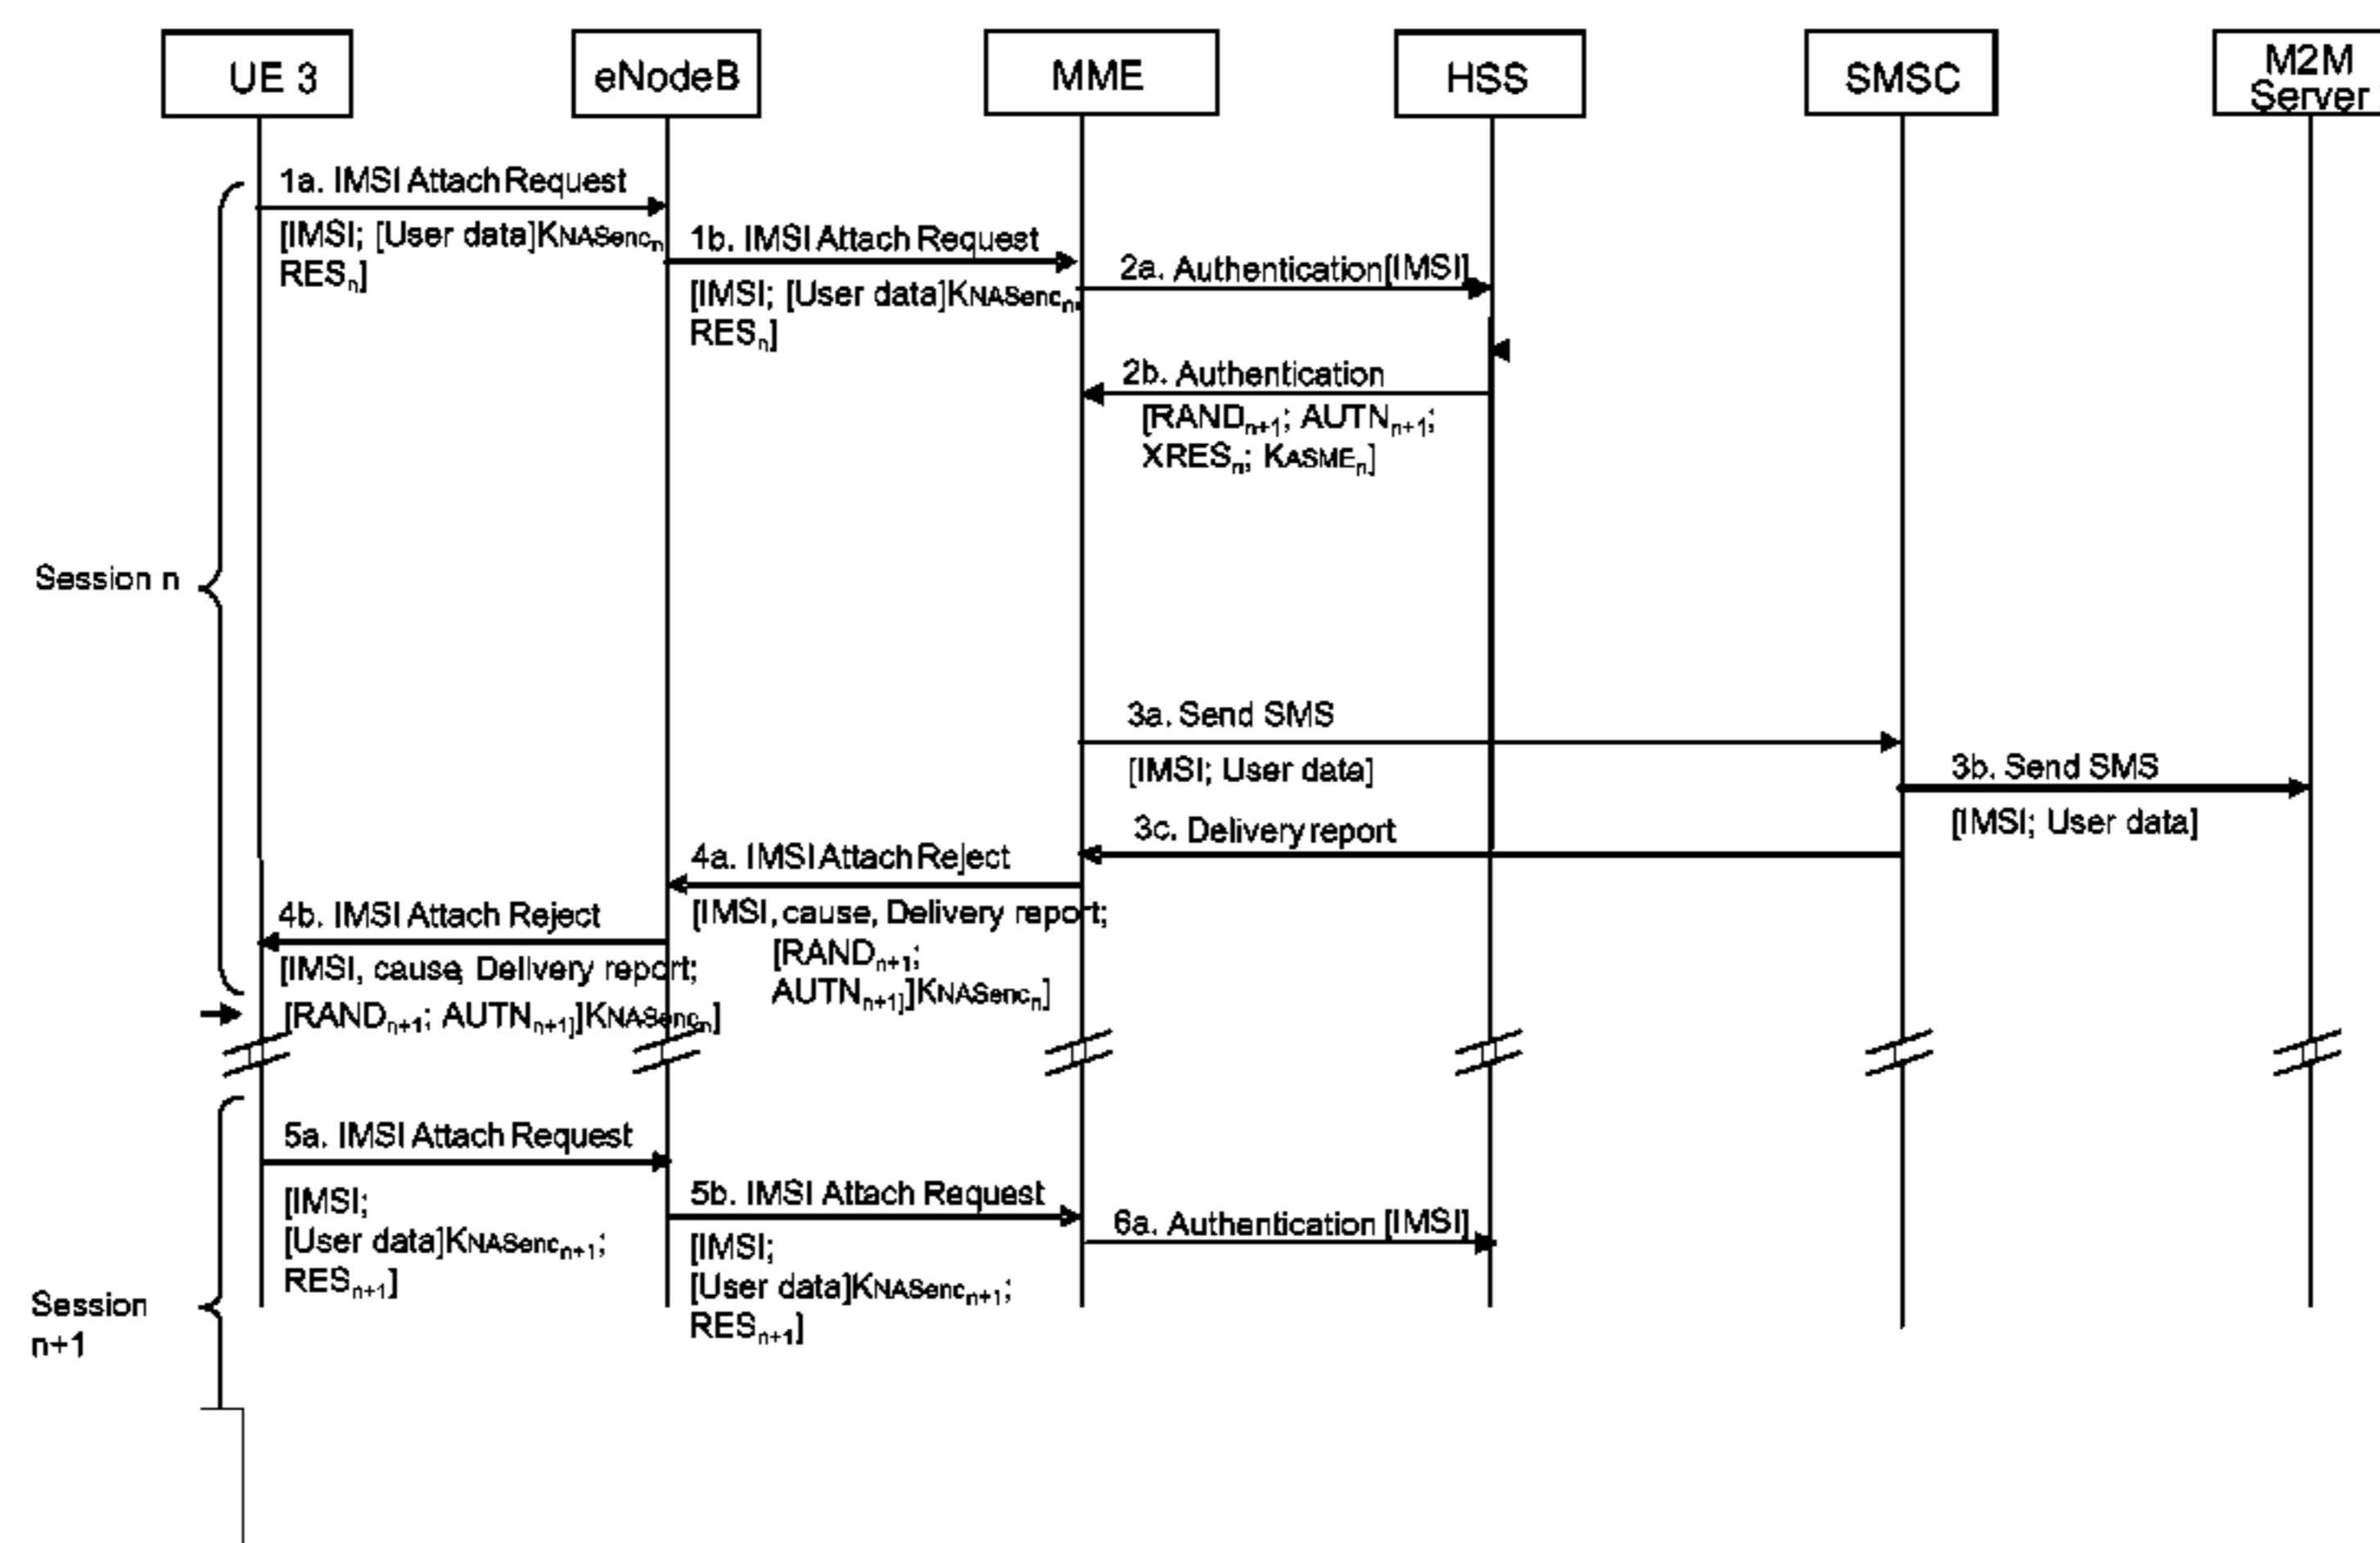 UE 3
eNodeB
MME
HSS
SMSC
M2M
Server
1a. IMSI Attach Request
[IMSI; [User data]KNASencn
RESn]
1b. IMSI Attach Request
[IMSI; [User data]KNASencn;
RESn]
2a. Authentication[IMSI]
2b. Authentication
[RANDn+1; AUTNn+1;
XRESn; KASMEn]
Session n
3a. Send SMS
[IMSI; User data]
3b. Send SMS
[IMSI; User data]
3c. Delivery report
4a. IMSI Attach Reject
[IMSI, cause, Delivery report;
[RANDn+1;
AUTNn+1]]KNASencn]
4b. IMSI Attach Reject
[IMSI, cause, Delivery report;
[RANDn+1; AUTNn+1]]KNASencn]
5a. IMSI Attach Request
[IMSI;
[User data]KNASencn+1;
RESn+1]
5b. IMSI Attach Request
[IMSI;
[User data]KNASencn+1;
RESn+1]
6a. Authentication [IMSI]
Session
n+1